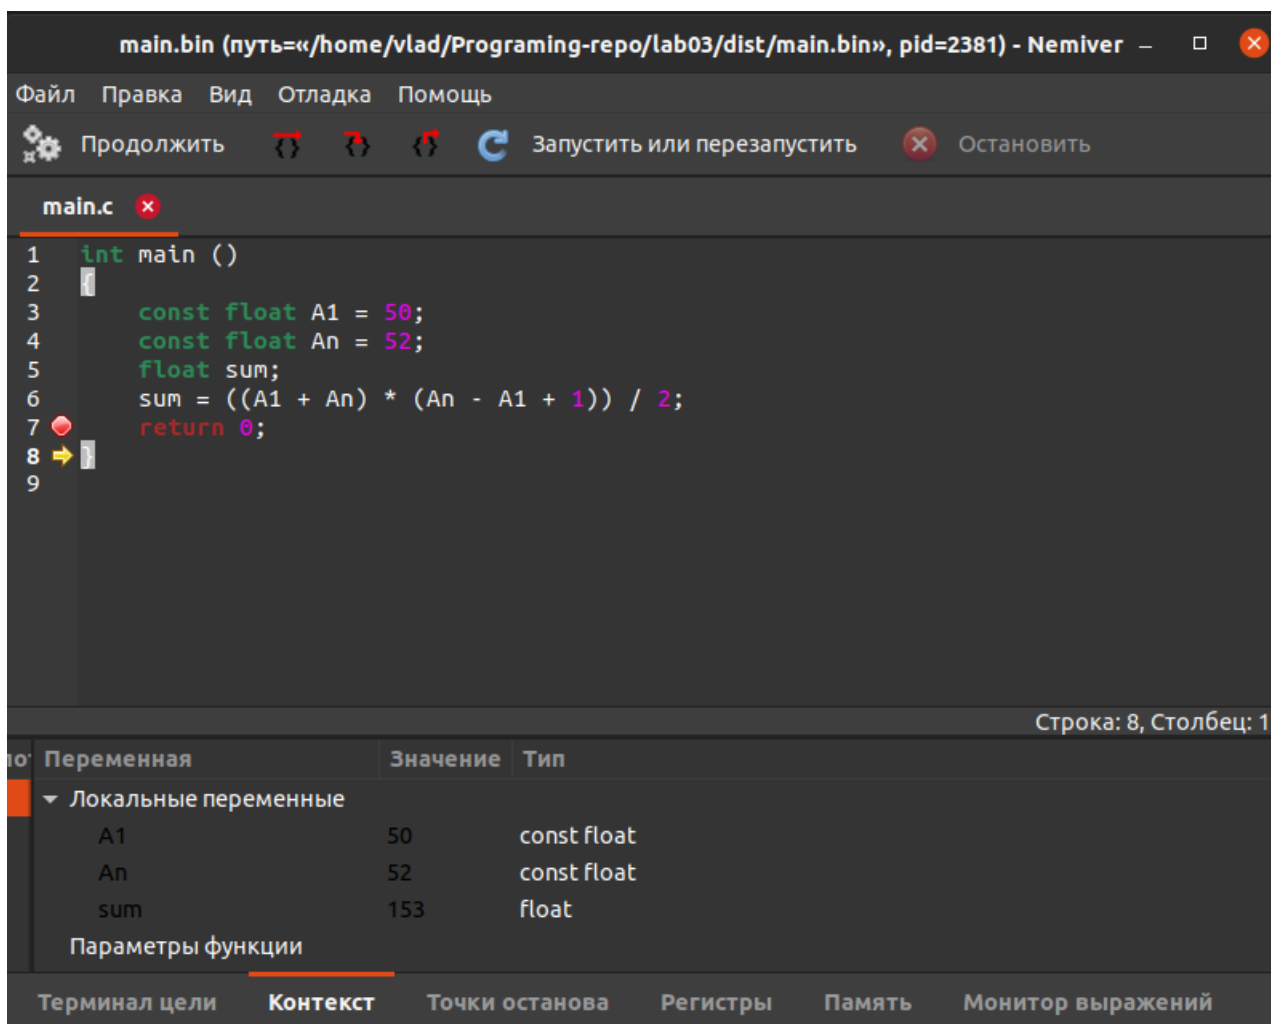 main.bin (путь=«/home/vlad/Programing-repo/lab03/dist/main.bin», pid=2381) - Nemiver
Файл Правка Вид Отладка Помощь
Продолжить Запустить или перезапустить Остановить
main.c
1 int main ()
2 {
3 const float A1 = 50;
4 const float An = 52;
5 float sum;
6 sum = ((A1 + An) * (An - A1 + 1)) / 2;
7 return 0;
8 }
9
Строка: 8, Столбец: 1
Переменная Значение Тип
Локальные переменные
A1 50 const float
An 52 const float
sum 153 float
Параметры функции
Терминал цели Контекст Точки останова Регистры Память Монитор выражений